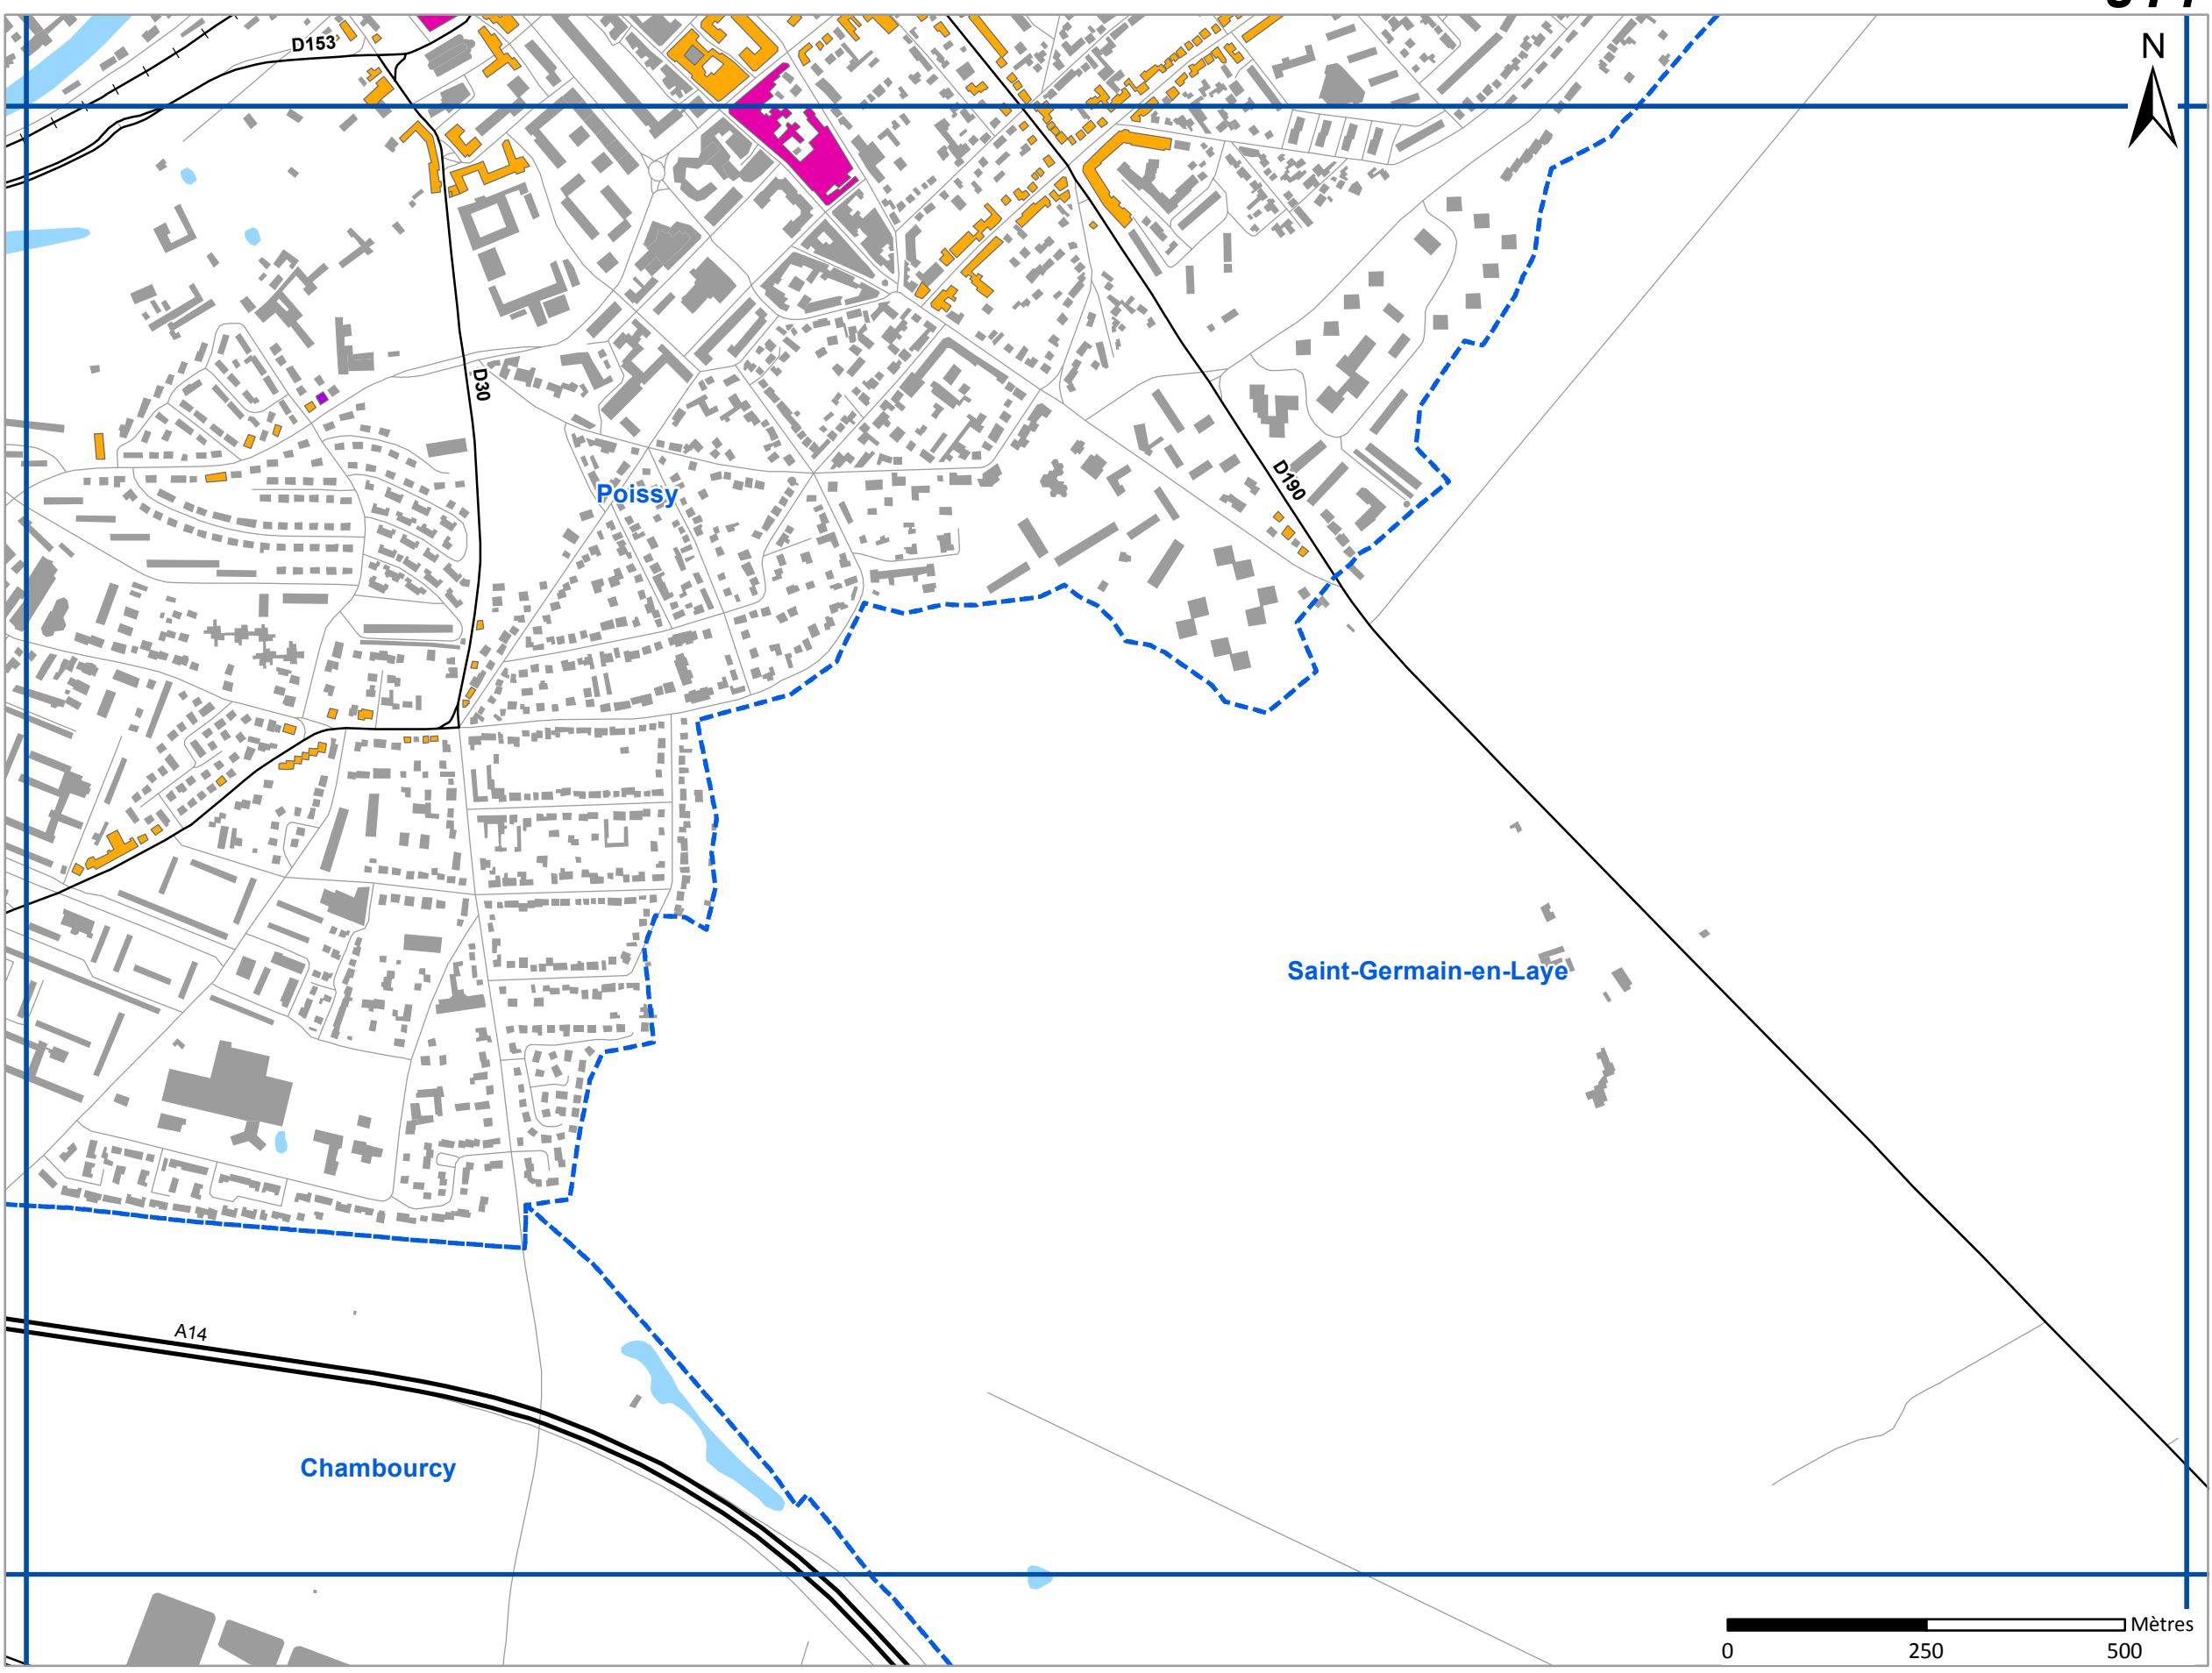 N
D153
D30
Poissy
D190
Saint-Germain-en-Laye
A14
Chambourcy
Mètres
0 250 500